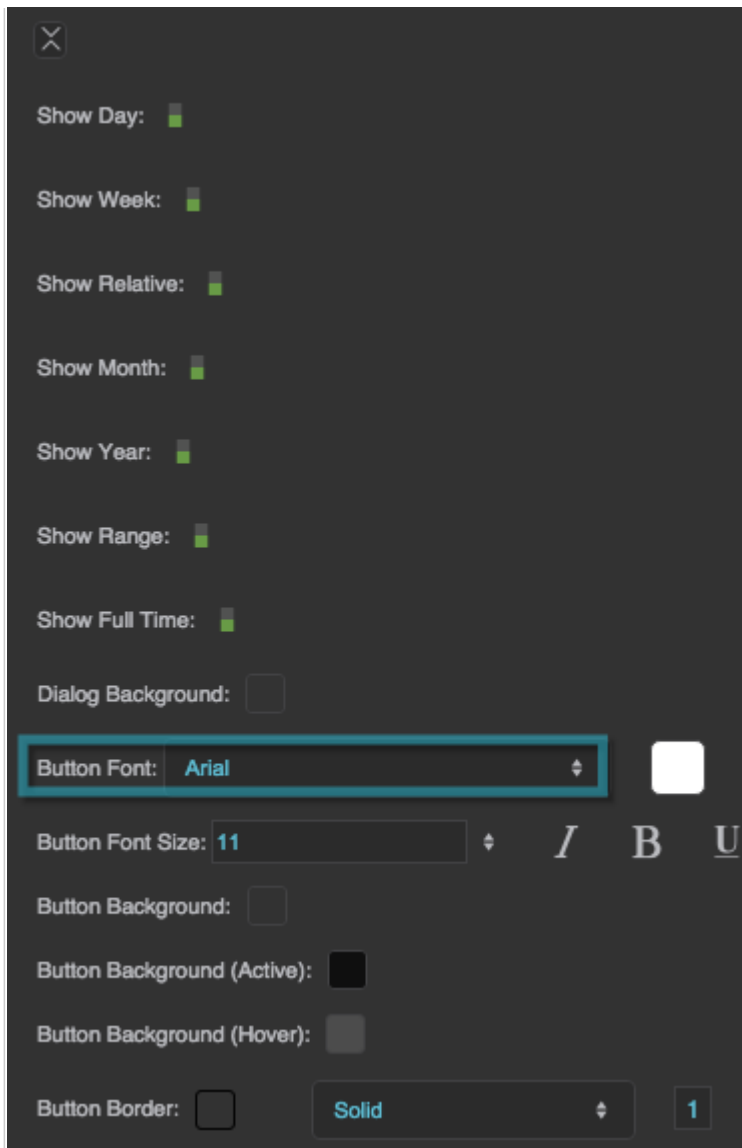 Show Day:
Show Week:
Show Relative:
Show Month:
Show Year:
Show Range:
Show Full Time:
Dialog Background:
Button Font: Arial
Button Font Size: 11 I B U
Button Background:
Button Background (Active):
Button Background (Hover):
Button Border: Solid 1